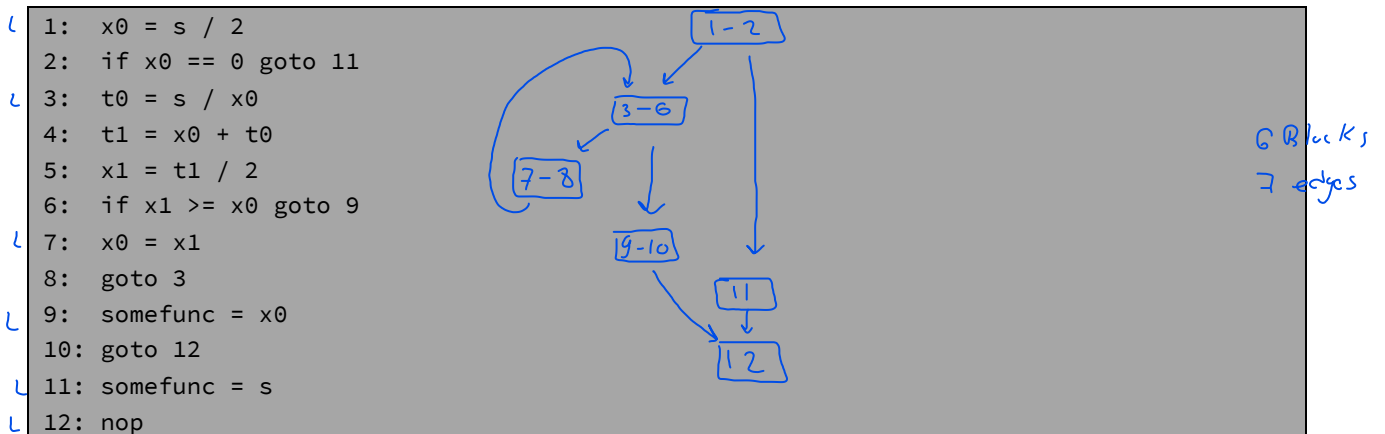 L 1: x0 = s / 2
2: if x0 == 0 goto 11
L 3: t0 = s / x0
4: t1 = x0 + t0
5: x1 = t1 / 2
6: if x1 >= x0 goto 9
L 7: x0 = x1
8: goto 3
L 9: somefunc = x0
10: goto 12
L 11: somefunc = s
L 12: nop
1-2
3-6
7-8
9-10
11
12
6 Blocks
7 edges